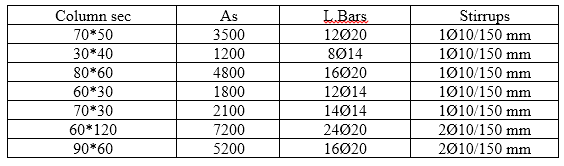 Column sec As L.Bars Stirrups
70*50 3500 12Ø20 1Ø10/150 mm
30*40 1200 8Ø14 1Ø10/150 mm
80*60 4800 16Ø20 1Ø10/150 mm
60*30 1800 12Ø14 1Ø10/150 mm
70*30 2100 14Ø14 1Ø10/150 mm
60*120 7200 24Ø20 2Ø10/150 mm
90*60 5200 16Ø20 2Ø10/150 mm